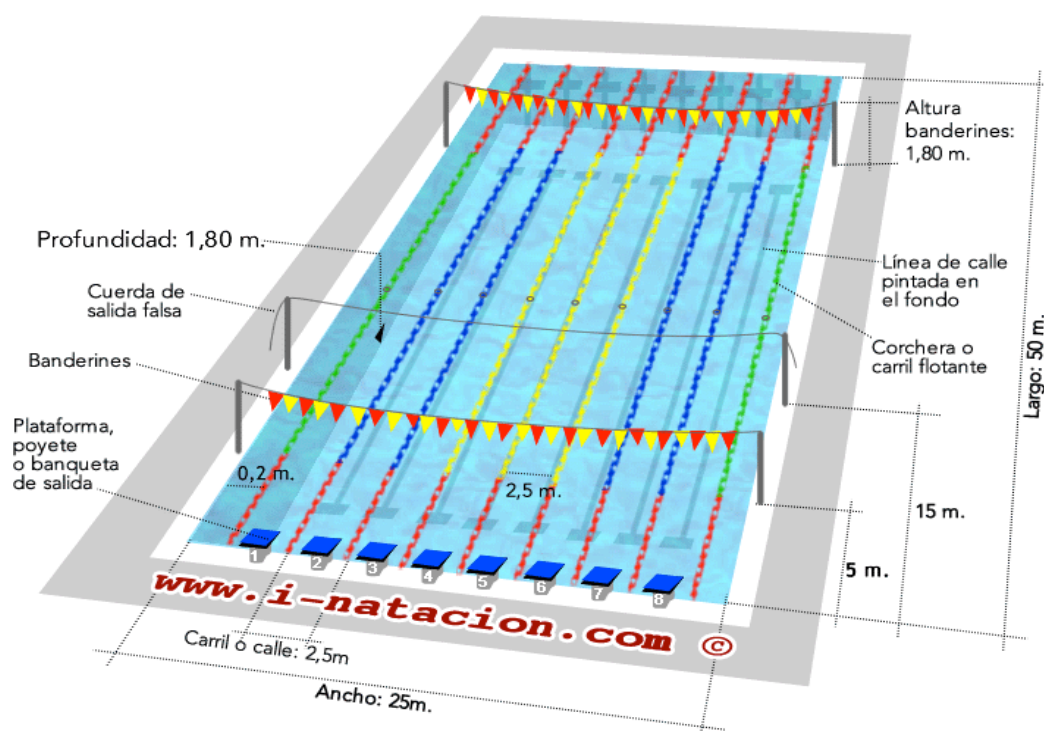 Altura
banderines:
1,80 m.
Profundidad: 1,80 m.
Cuerda de
salida falsa
Línea de calle
pintada en
el fondo
Banderines
Corchera o
carril flotante
Largo: 50 m.
Plataforma,
poyete
o banqueta
de salida
0,2 m.
2,5 m.
15 m.
5 m.
1 2 3 4 5 6 7 8
www.i-natacion.com ©
Carril ó calle: 2,5m
Ancho: 25m.